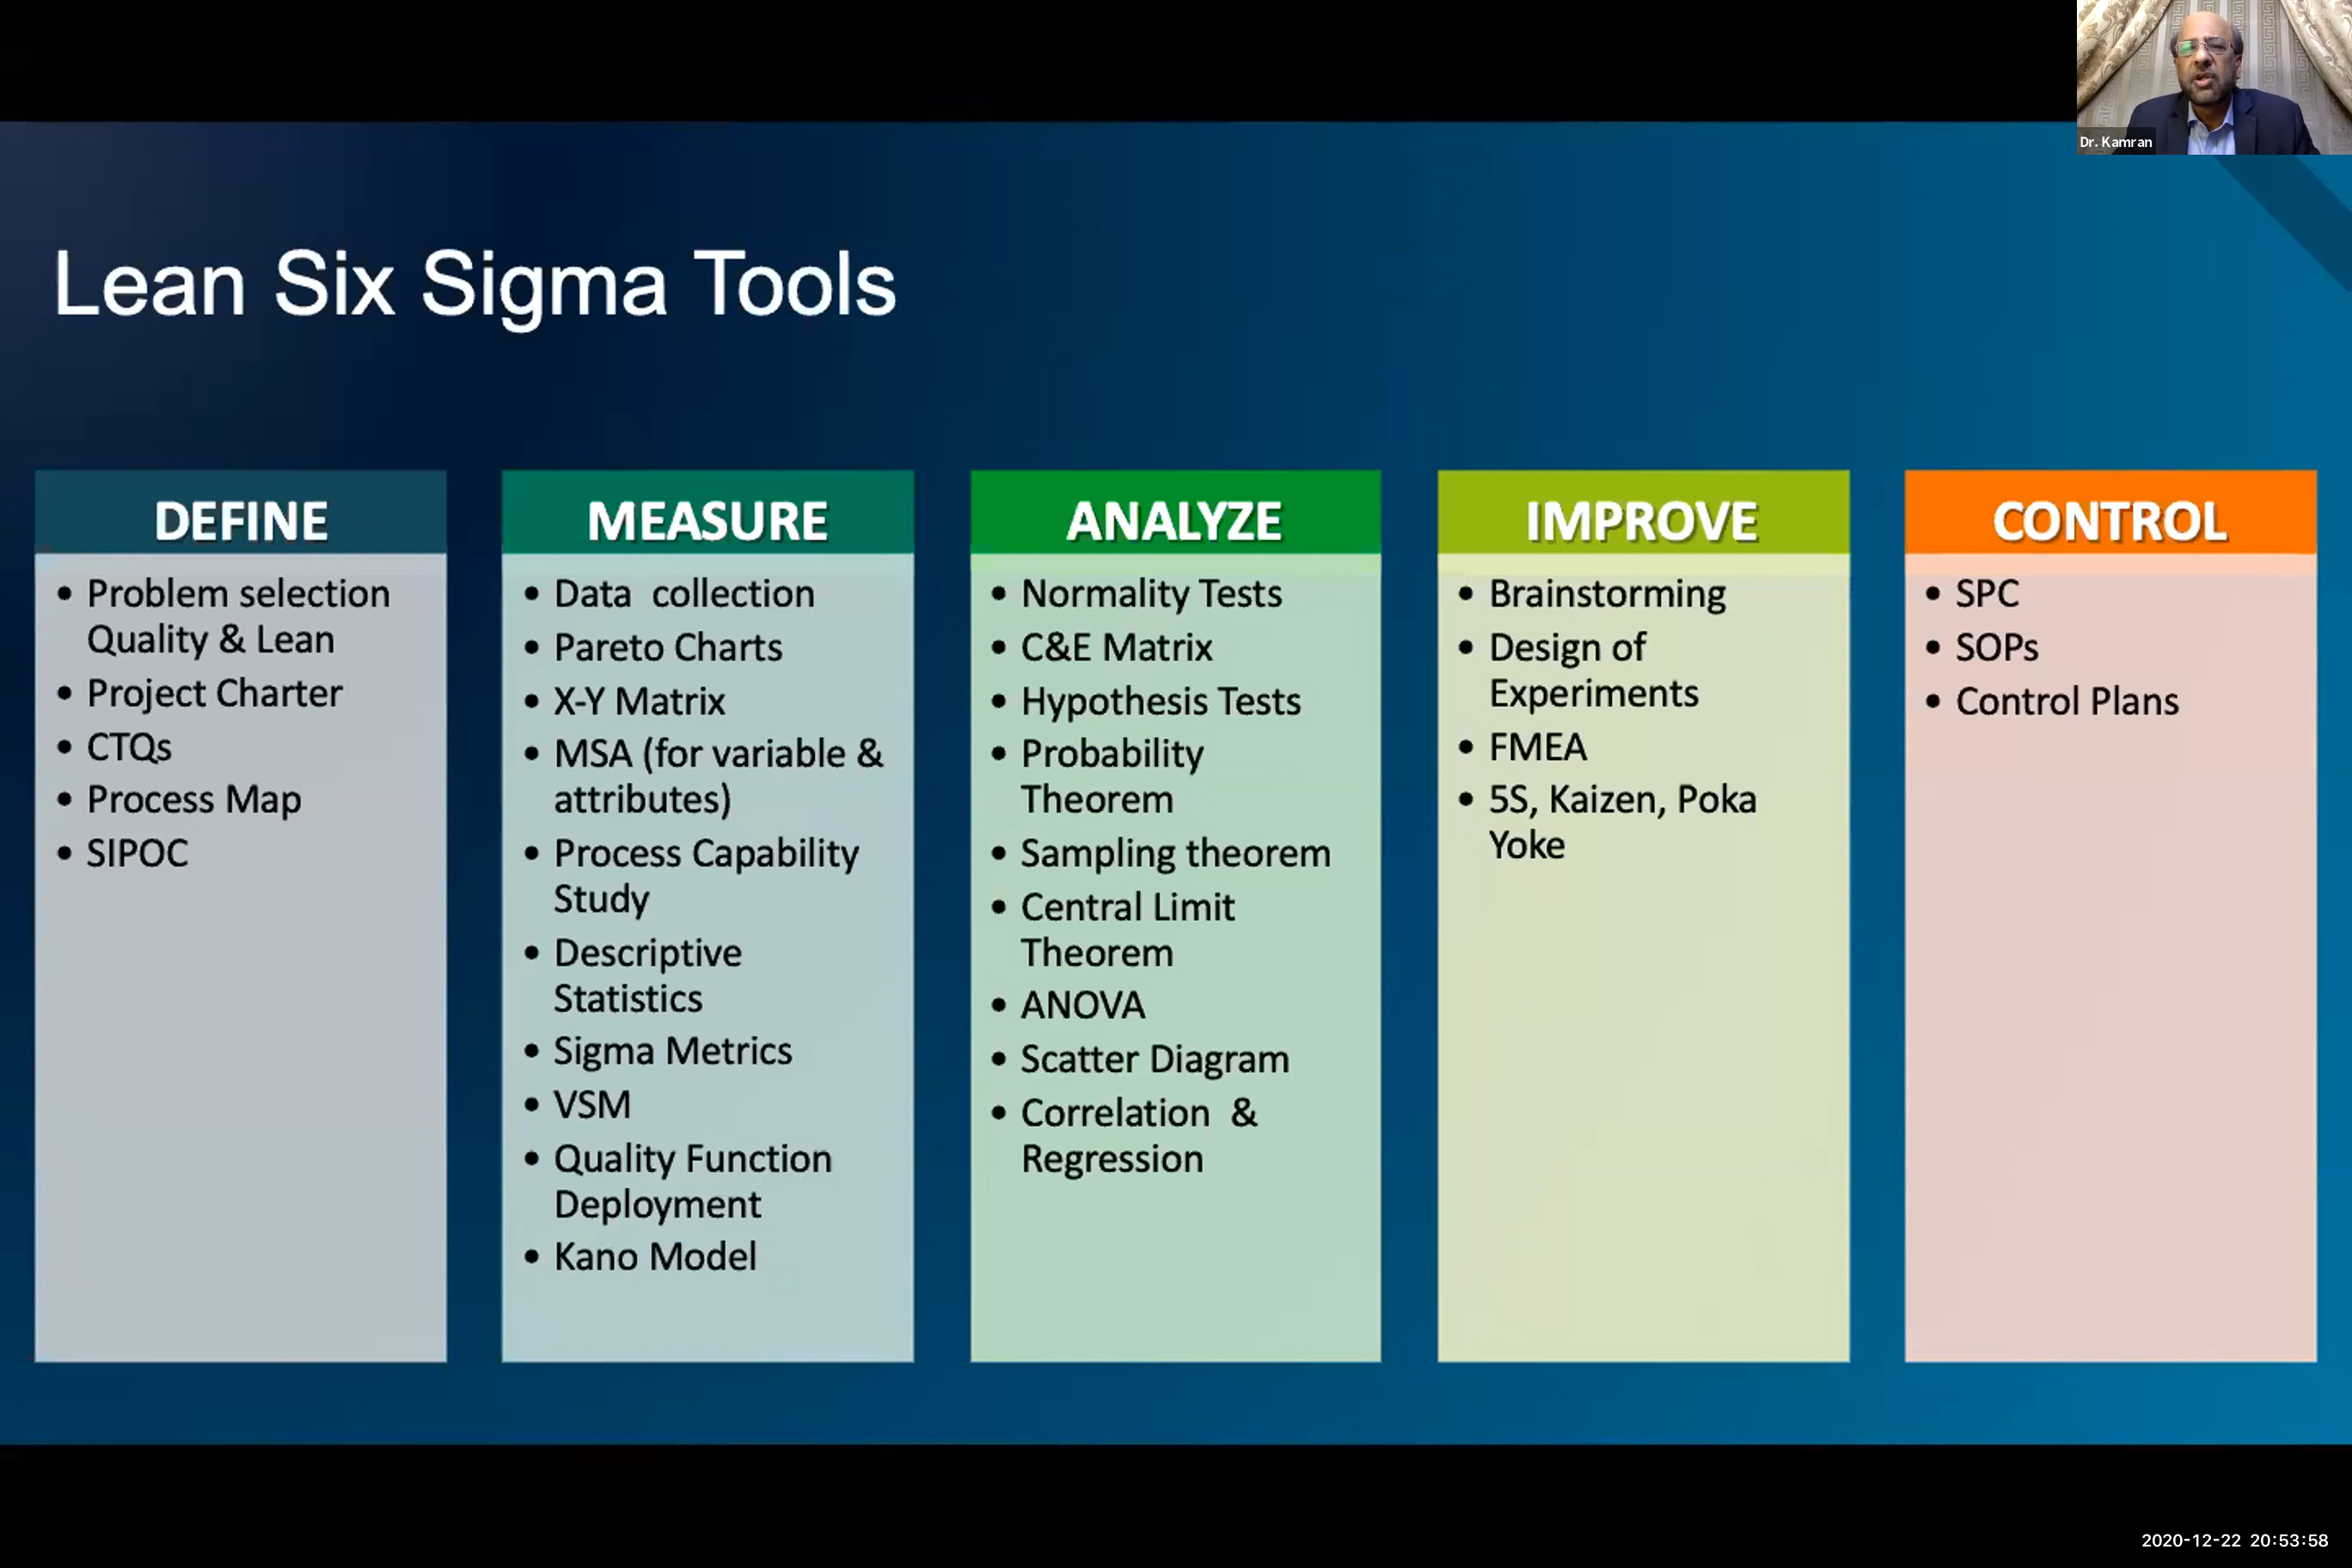 Dr. Kamran
Lean Six Sigma Tools
DEFINE
• Problem selection
Quality & Lean
• Project Charter
• CTQs
• Process Map
• SIPOC
MEASURE
• Data  collection
• Pareto Charts
• X-Y Matrix
• MSA (for variable &
attributes)
• Process Capability
Study
• Descriptive
Statistics
• Sigma Metrics
• VSM
• Quality Function
Deployment
• Kano Model
ANALYZE
• Normality Tests
• C&E Matrix
• Hypothesis Tests
• Probability
Theorem
• Sampling theorem
• Central Limit
Theorem
• ANOVA
• Scatter Diagram
• Correlation  &
Regression
IMPROVE
• Brainstorming
• Design of
Experiments
• FMEA
• 5S, Kaizen, Poka
Yoke
CONTROL
• SPC
• SOPs
• Control Plans
2020-12-22 20:53:58